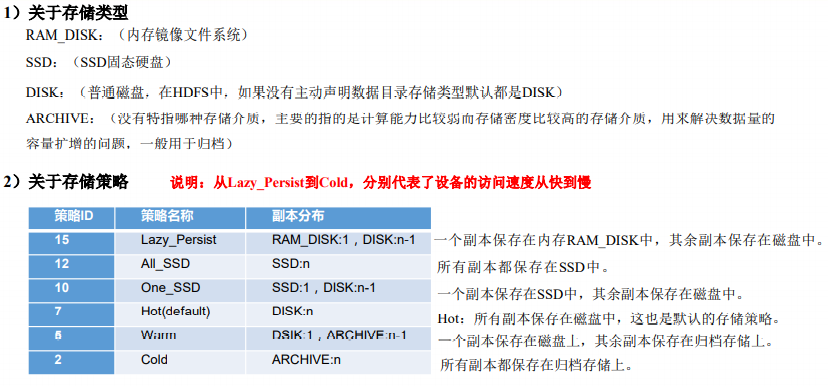 1）关于存储类型
RAM_DISK：（内存镜像文件系统）
SSD：（SSD固态硬盘）
DISK：（普通磁盘，在HDFS中，如果没有主动声明数据目录存储类型默认都是DISK）
ARCHIVE：（没有特指哪种存储介质，主要的指的是计算能力比较弱而存储密度比较高的存储介质，用来解决数据量的
容量扩增的问题，一般用于归档）
2）关于存储策略 说明：从Lazy_Persist到Cold，分别代表了设备的访问速度从快到慢
策略ID 策略名称 副本分布
15 Lazy_Persist RAM_DISK:1，DISK:n-1 一个副本保存在内存RAM_DISK中，其余副本保存在磁盘中。
12 All_SSD SSD:n 所有副本都保存在SSD中。
10 One_SSD SSD:1，DISK:n-1 一个副本保存在SSD中，其余副本保存在磁盘中。
7 Hot(default) DISK:n Hot：所有副本保存在磁盘中，这也是默认的存储策略。
5 Warm DSIK:1，ARCHIVE:n-1 一个副本保存在磁盘上，其余副本保存在归档存储上。
2 Cold ARCHIVE:n 所有副本都保存在归档存储上。